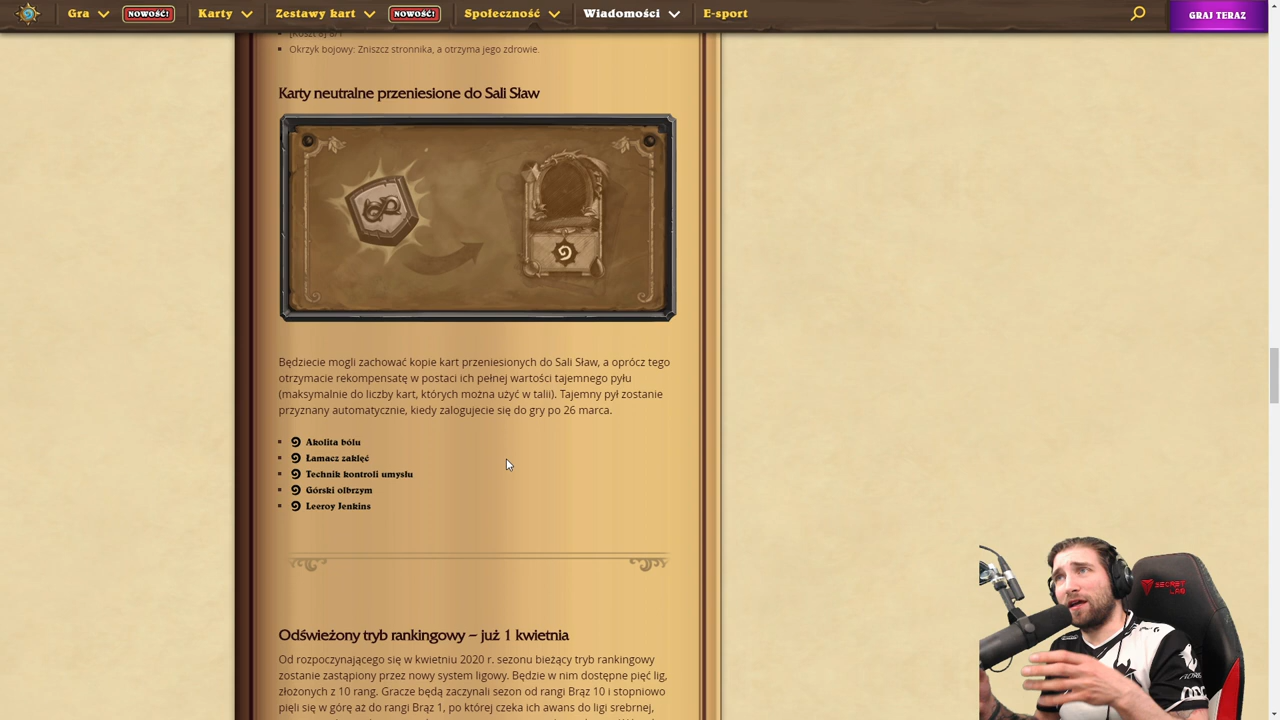 Gra NOWOŚĆ! Karty Zestawy kart NOWOŚĆ! Społeczność Wiadomości E-sport GRAJ TERAZ
[Koszt 8] 8/1
Okrzyk bojowy: Zniszcz stronnika, a otrzyma jego zdrowie.
Karty neutralne przeniesione do Sali Sław
Będziecie mogli zachować kopie kart przeniesionych do Sali Sław, a oprócz tego
otrzymacie rekompensatę w postaci ich pełnej wartości tajemnego pyłu
(maksymalnie do liczby kart, których można użyć w talii). Tajemny pył zostanie
przyznany automatycznie, kiedy zalogujecie się do gry po 26 marca.
Akolita bólu
Łamacz zaklęć
Technik kontroli umysłu
Górski olbrzym
Leeroy Jenkins
Odświeżony tryb rankingowy – już 1 kwietnia
Od rozpoczynającego się w kwietniu 2020 r. sezonu bieżący tryb rankingowy
zostanie zastąpiony przez nowy system ligowy. Będzie w nim dostępne pięć lig,
złożonych z 10 rang. Gracze będą zaczynali sezon od rangi Brąz 10 i stopniowo
pięli się w górę aż do rangi Brąz 1, po której czeka ich awans do ligi srebrnej,
SECRET
LAB